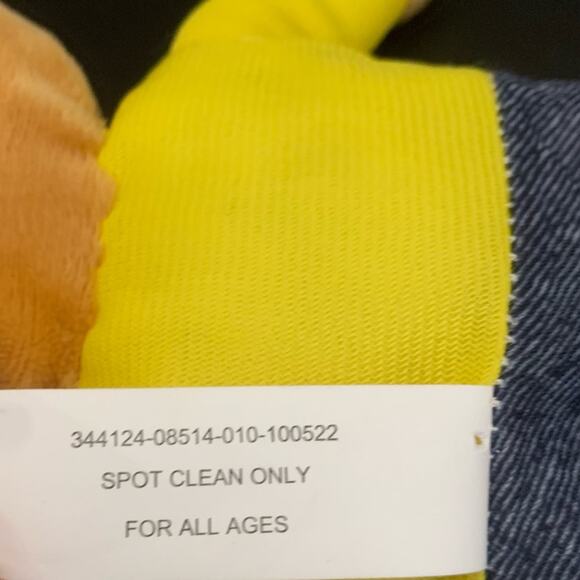 344124-08514-010-100522
SPOT CLEAN ONLY
FOR ALL AGES